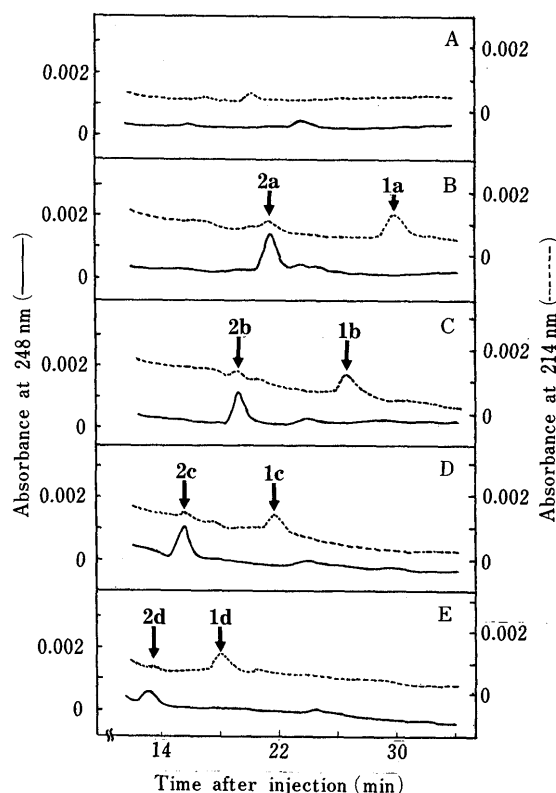 A
0.002
0.002
0
0
2a
1a
B
0.002
0.002
0
0
2b
1b
C
0.002
0.002
0
0
2c
1c
D
0.002
0.002
0
0
2d
1d
E
0.002
0.002
0
0
14
22
30
Time after injection (min)
Absorbance at 248 nm (——)
Absorbance at 214 nm (------)